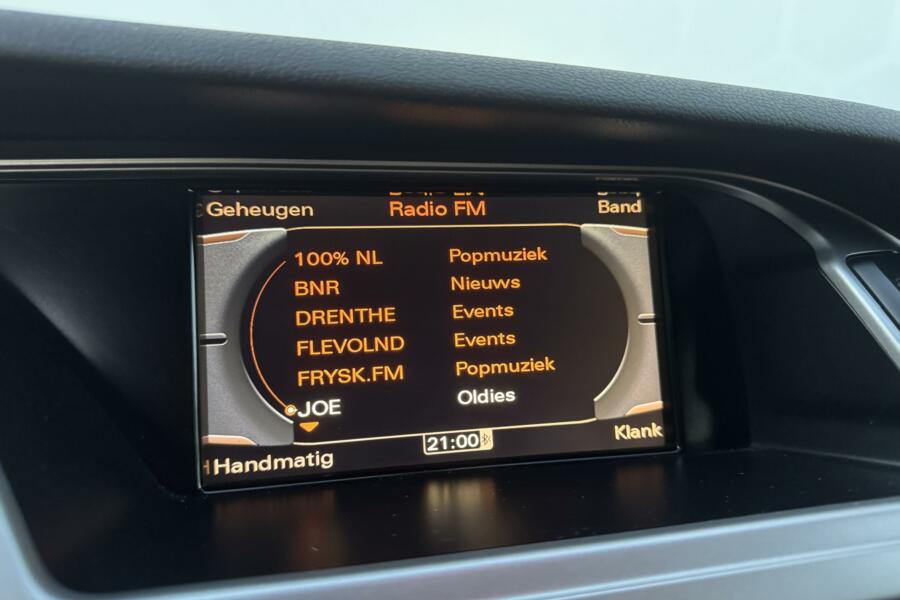 Geheugen Radio FM Band
100% NL Popmuziek
BNR Nieuws
DRENTHE Events
FLEVOLND Events
FRYSK.FM Popmuziek
JOE Oldies
21:00 Klank
Handmatig